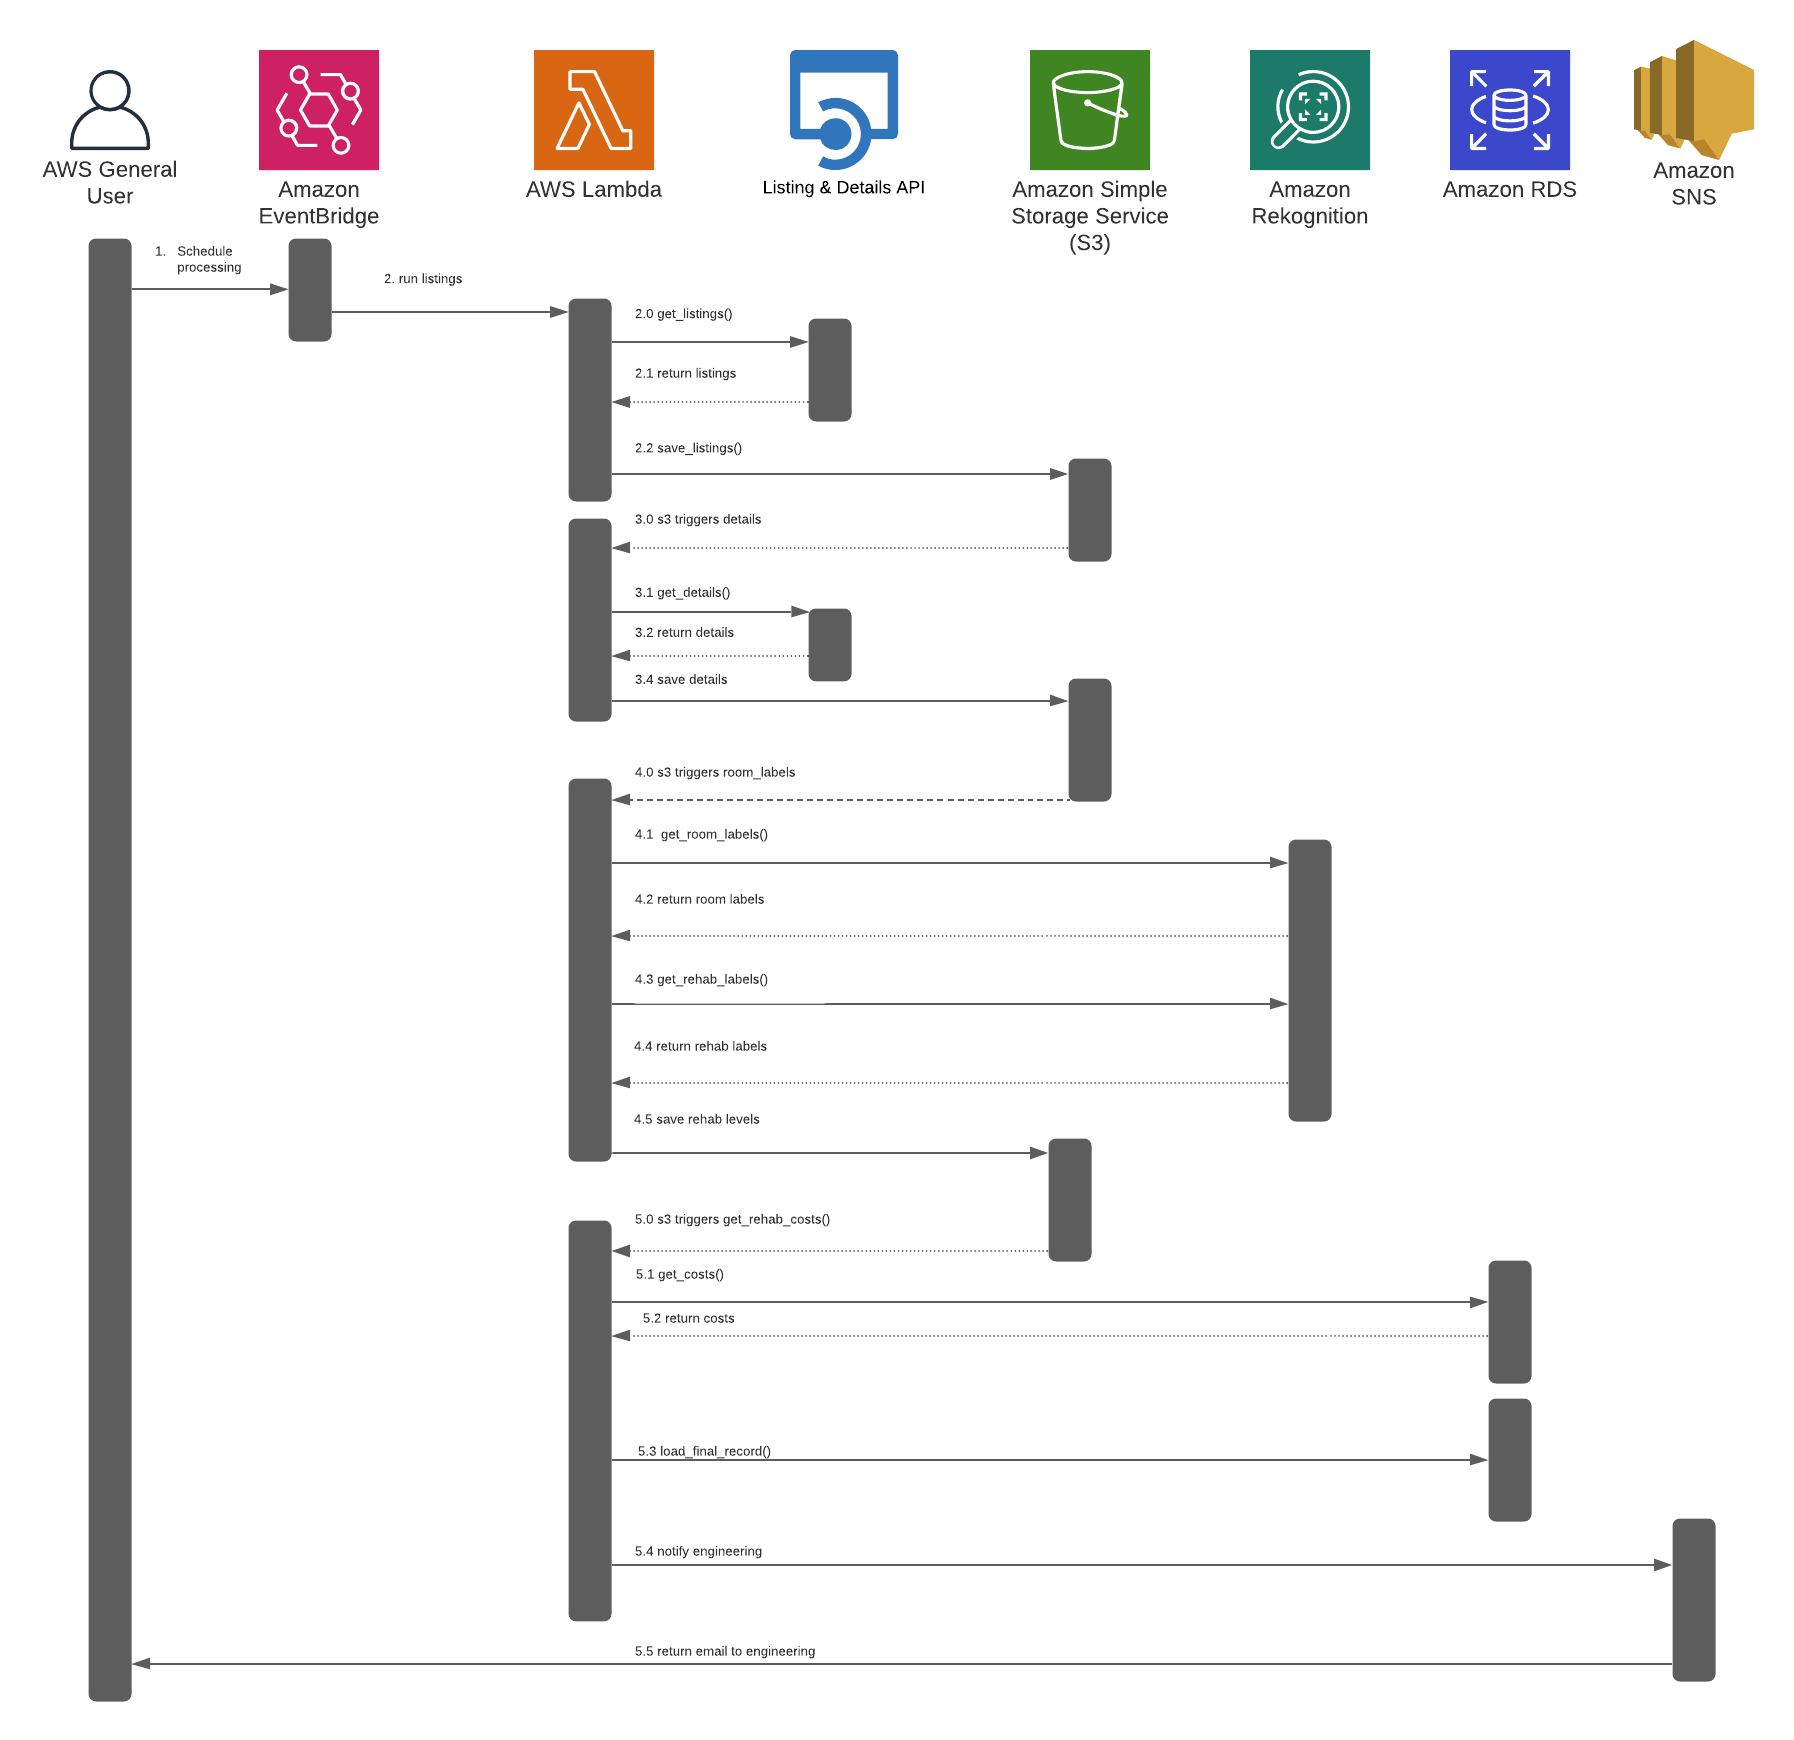 AWS General
User
Amazon
EventBridge
AWS Lambda
Listing & Details API
Amazon Simple
Storage Service
(S3)
Amazon
Rekognition
Amazon RDS
Amazon
SNS
1. Schedule
processing
2. run listings
2.0 get_listings()
2.1 return listings
2.2 save_listings()
3.0 s3 triggers details
3.1 get_details()
3.2 return details
3.4 save details
4.0 s3 triggers room_labels
4.1 get_room_labels()
4.2 return room labels
4.3 get_rehab_labels()
4.4 return rehab labels
4.5 save rehab levels
5.0 s3 triggers get_rehab_costs()
5.1 get_costs()
5.2 return costs
5.3 load_final_record()
5.4 notify engineering
5.5 return email to engineering